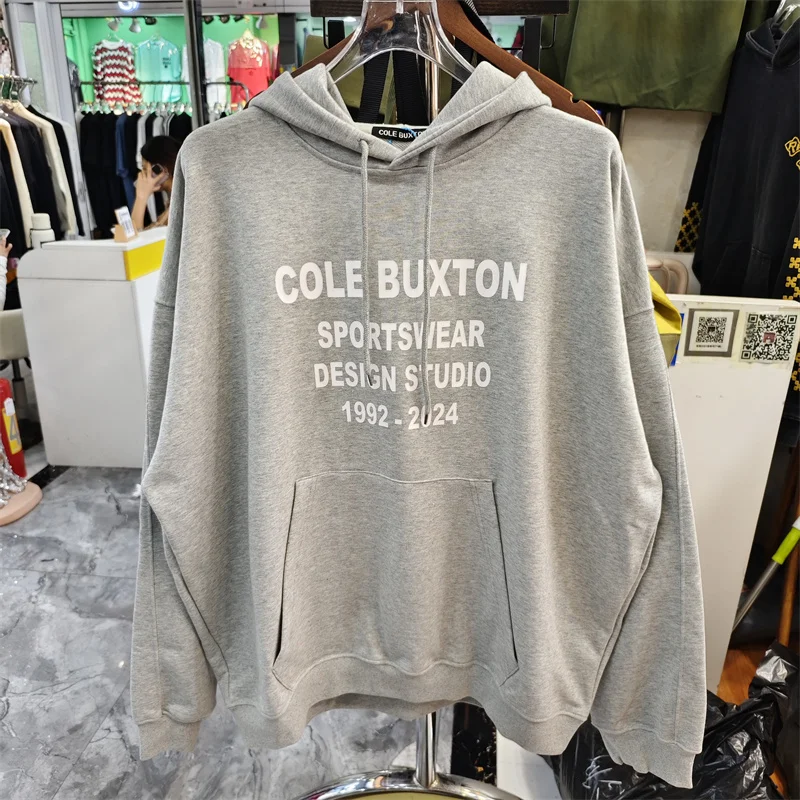 COLE BUXTON
COLE BUXTON
SPORTSWEAR
DESIGN STUDIO
1992 - 2024